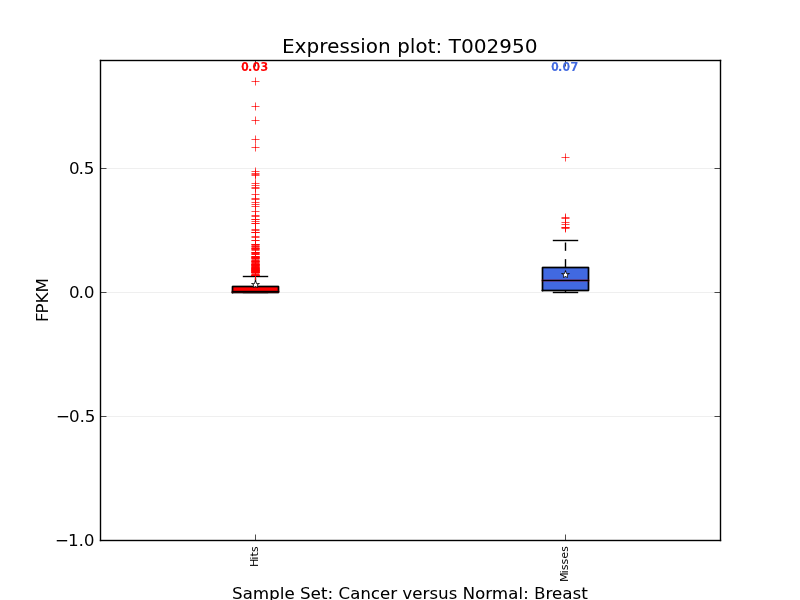 Expression plot: T002950
0.03
0.07
FPKM
0.5
0.0
−0.5
−1.0
Hits
Misses
Sample Set: Cancer versus Normal: Breast